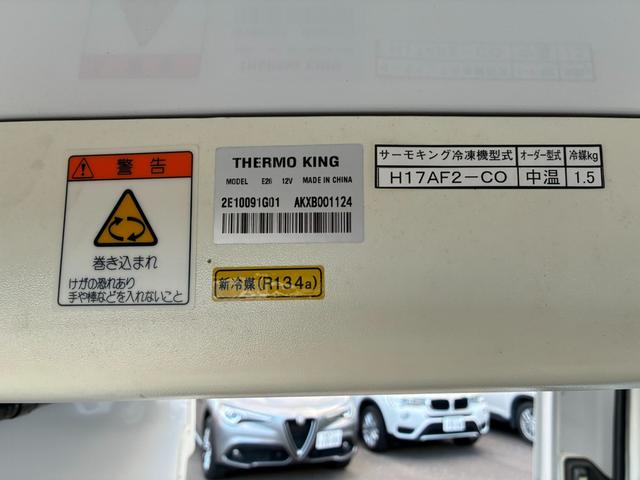 警告
巻き込まれ
けがの恐れあり
手や棒などを入れないこと
THERMO KING
MODEL E26 12V MADE IN CHINA
2E10091G01 AKXB001124
新冷媒(R134a)
サーモキング冷凍機型式 オーダー型式 冷媒kg
H17AF2-CO 中温 1.5